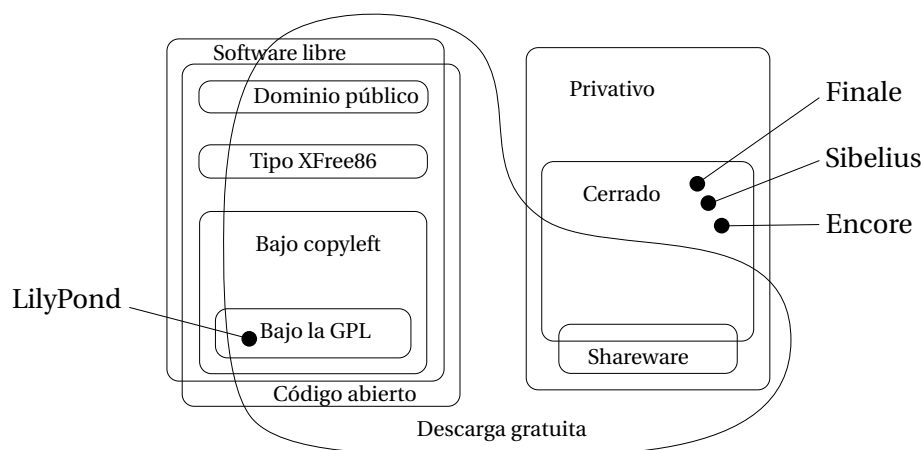 Software libre
Dominio público
Tipo XFree86
Bajo copyleft
LilyPond
Bajo la GPL
Código abierto
Privativo
Finale
Sibelius
Cerrado
Encore
Shareware
Descarga gratuita